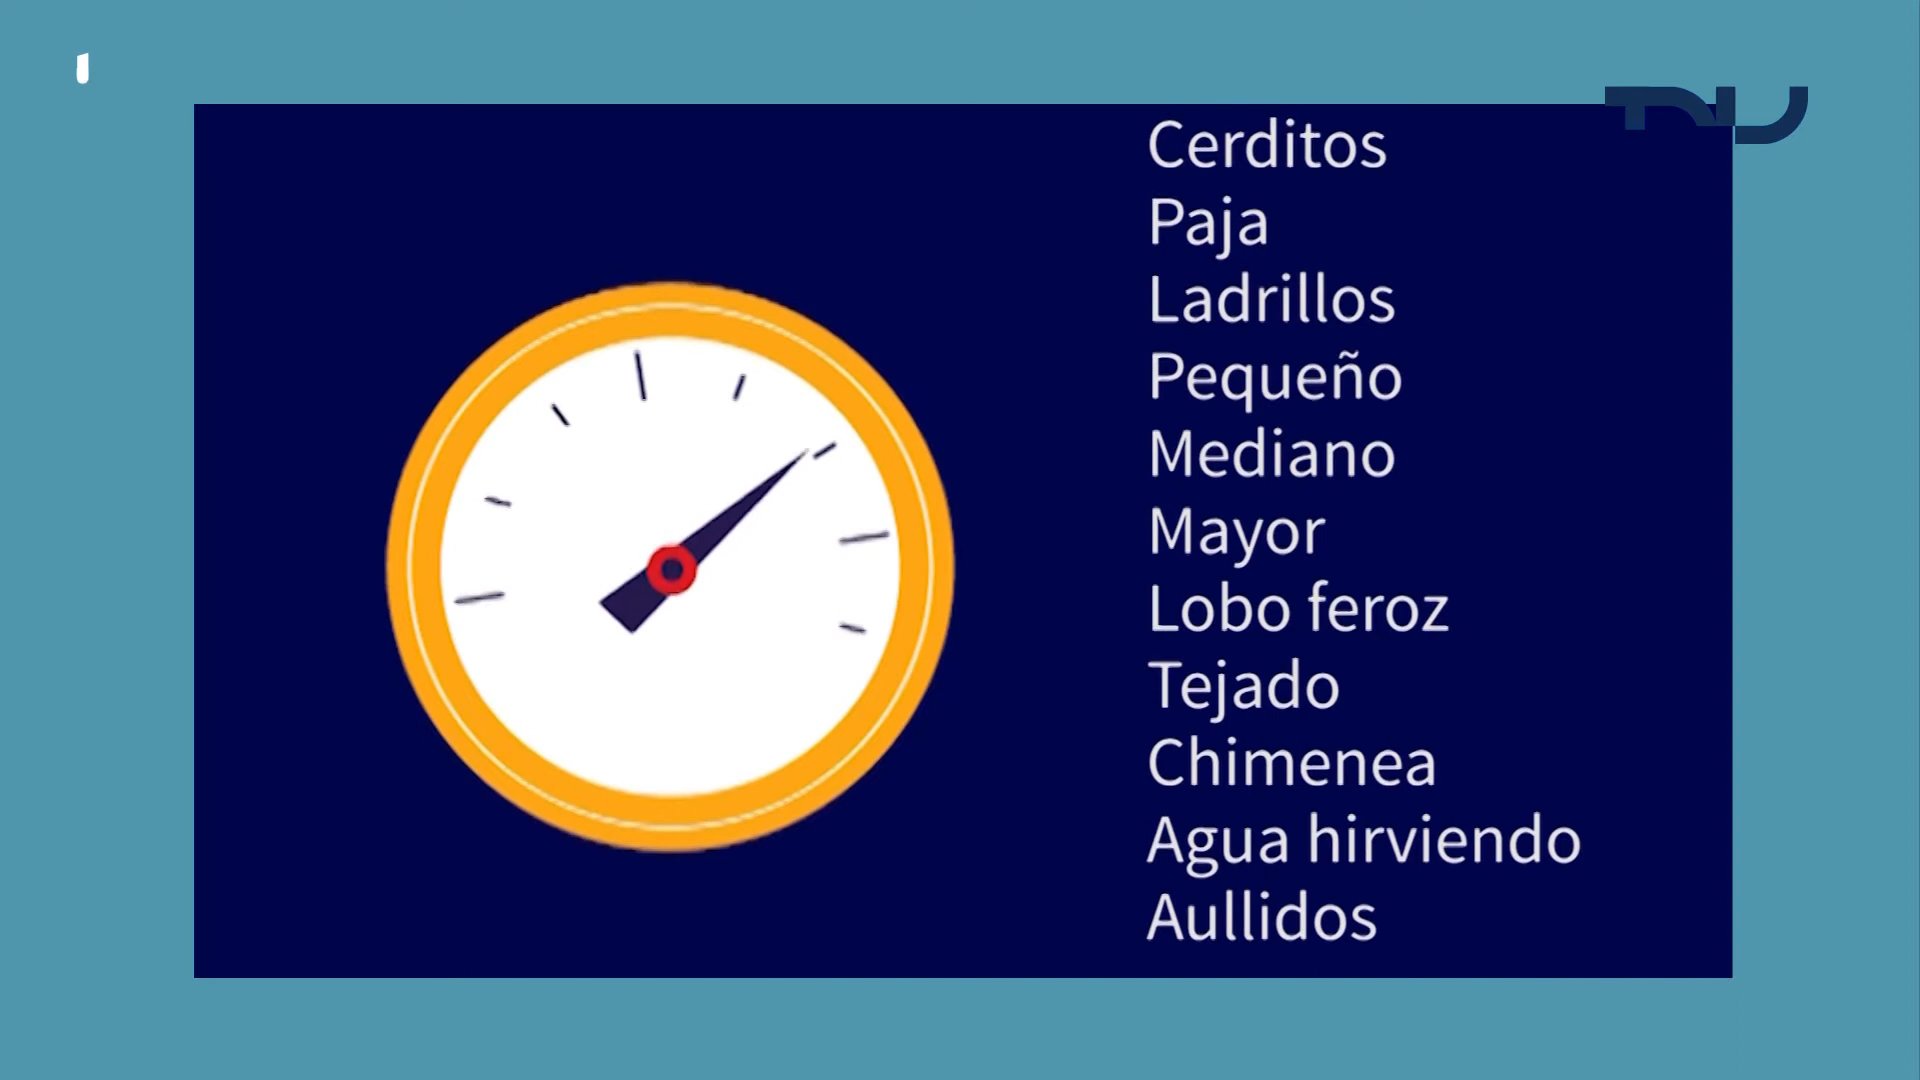 Cerditos
Paja
Ladrillos
Pequeño
Mediano
Mayor
Lobo feroz
Tejado
Chimenea
Agua hirviendo
Aullidos